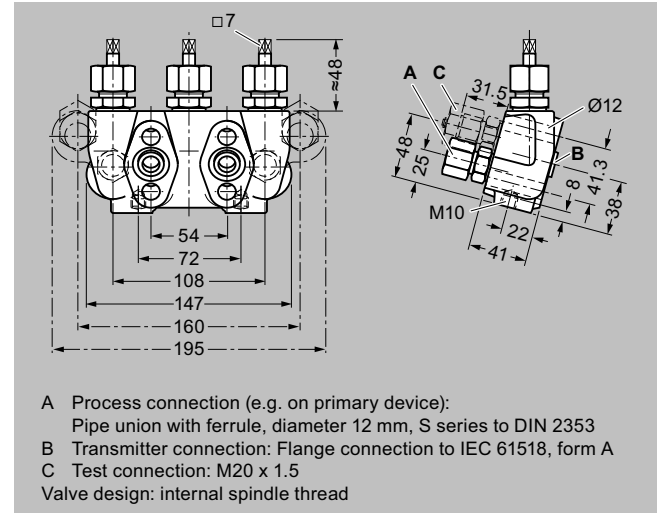 □7
≈48
54
72
108
147
160
195
A
C
31.5
Ø12
48
25
B
M10
8
41.3
38
22
41
A Process connection (e.g. on primary device):
Pipe union with ferrule, diameter 12 mm, S series to DIN 2353
B Transmitter connection: Flange connection to IEC 61518, form A
C Test connection: M20 x 1.5
Valve design: internal spindle thread